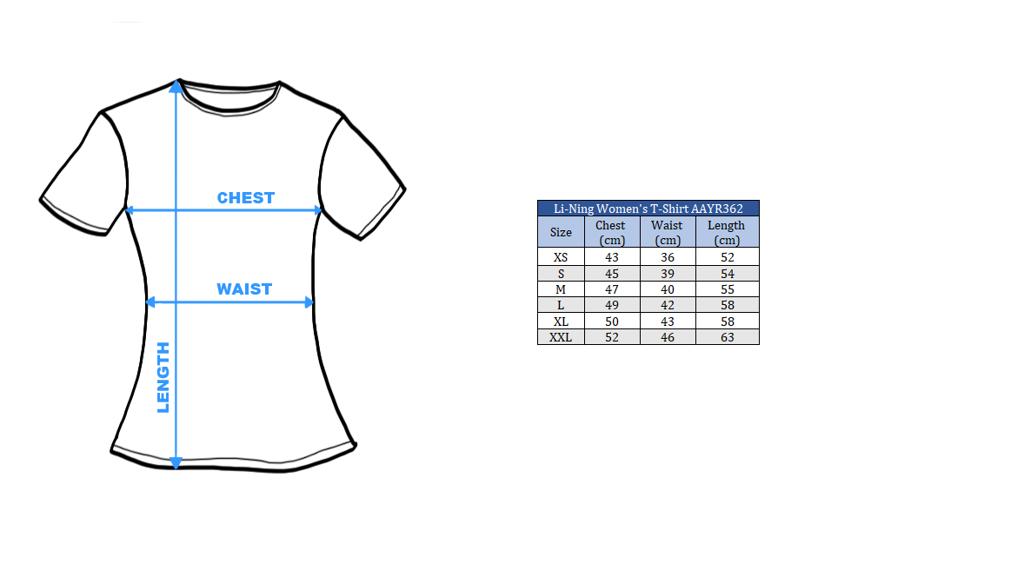 CHEST
WAIST
LENGTH
Li-Ning Women's T-Shirt AAYR362
Size Chest (cm) Waist (cm) Length (cm)
XS 43 36 52
S 45 39 54
M 47 40 55
L 49 42 58
XL 50 43 58
XXL 52 46 63